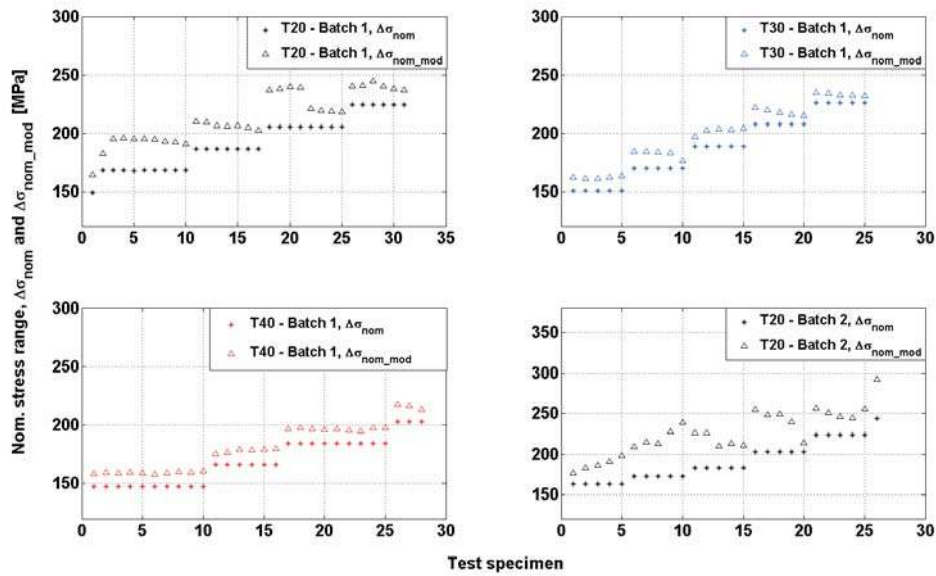 Nom. stress range, Δσnom and Δσnom_mod [MPa]
300
250
200
150
T20 - Batch 1, Δσnom
T20 - Batch 1, Δσnom_mod
0 5 10 15 20 25 30 35
300
250
200
150
T30 - Batch 1, Δσnom
T30 - Batch 1, Δσnom_mod
0 5 10 15 20 25 30
300
250
200
150
T40 - Batch 1, Δσnom
T40 - Batch 1, Δσnom_mod
0 5 10 15 20 25 30
350
300
250
200
150
T20 - Batch 2, Δσnom
T20 - Batch 2, Δσnom_mod
0 5 10 15 20 25 30
Test specimen